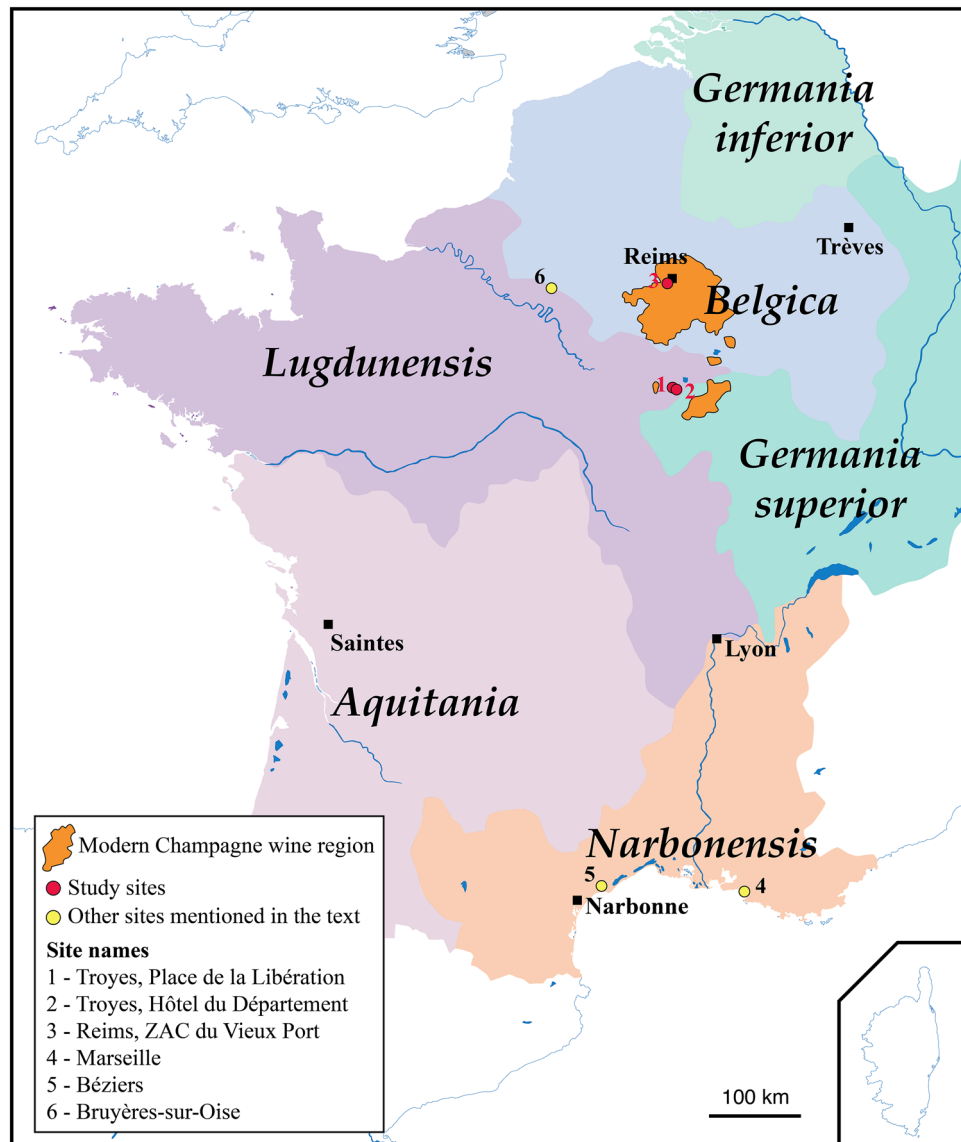 Germania
inferior
Trèves
Reims
3
6
Belgica
Lugdunensis
1
2
Germania
superior
Saintes
Lyon
Aquitania
Narbonensis
5
4
Narbonne
Modern Champagne wine region
Study sites
Other sites mentioned in the text
Site names
1 - Troyes, Place de la Libération
2 - Troyes, Hôtel du Département
3 - Reims, ZAC du Vieux Port
4 - Marseille
5 - Béziers
6 - Bruyères-sur-Oise
100 km